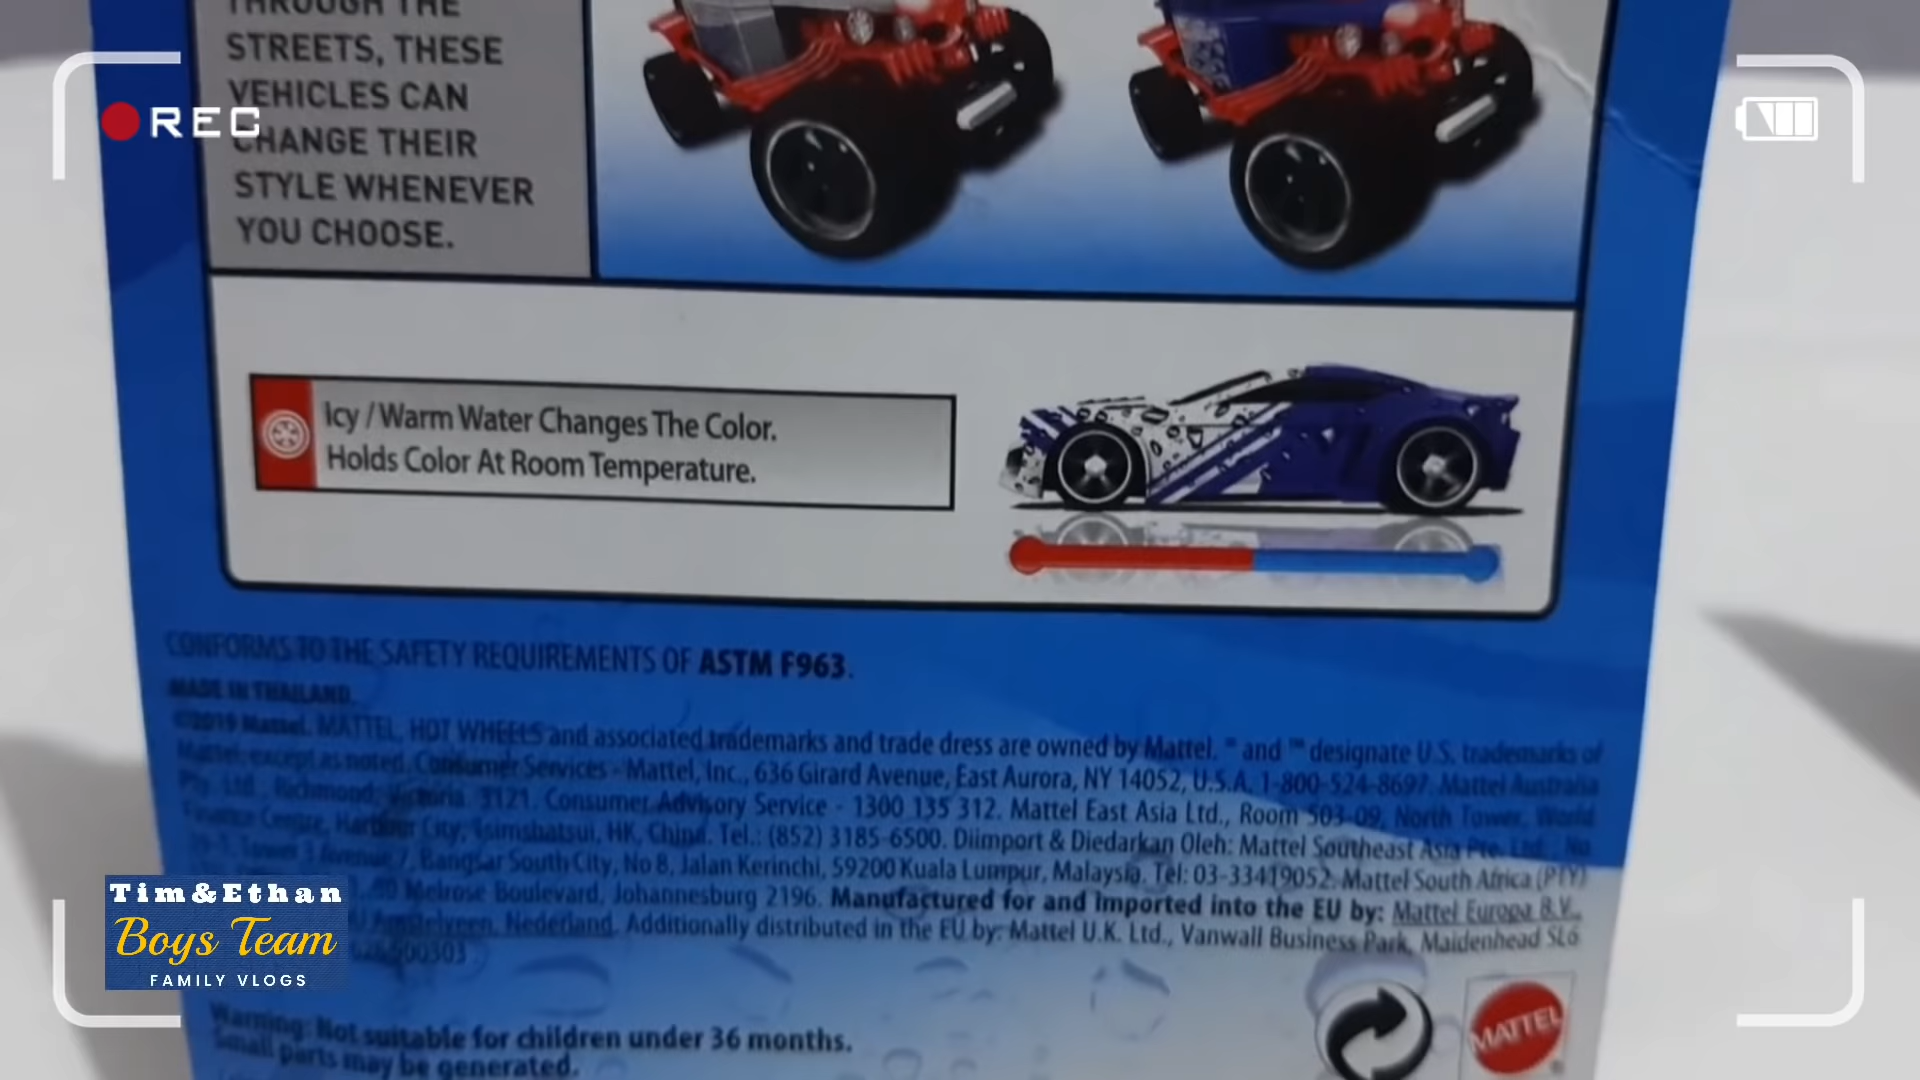 THROUGH THE
STREETS, THESE
VEHICLES CAN
REC
CHANGE THEIR
STYLE WHENEVER
YOU CHOOSE.
Icy / Warm Water Changes The Color.
Holds Color At Room Temperature.
CONFORMS TO THE SAFETY REQUIREMENTS OF ASTM F963.
MADE IN THAILAND.
©2019 Mattel. MATTEL, HOT WHEELS and associated trademarks and trade dress are owned by Mattel. ® and ™ designate U.S. trademarks of
Mattel, except as noted. Consumer Services - Mattel, Inc., 636 Girard Avenue, East Aurora, NY 14052, U.S.A. 1-800-524-8697. Mattel Australia
Pty. Ltd., Richmond, Victoria. 3121. Consumer Advisory Service - 1300 135 312. Mattel East Asia Ltd., Room 503-09, North Tower, World
Finance Centre, Harbour City, Tsimshatsui, HK, China. Tel.: (852) 3185-6500. Diimport & Diedarkan Oleh: Mattel Southeast Asia Pte. Ltd., No
Tower 3 Avenue 7, Bangsar South City, No 8, Jalan Kerinchi, 59200 Kuala Lumpur, Malaysia. Tel: 03-33419052. Mattel South Africa (PTY)
Melrose Boulevard, Johannesburg 2196. Manufactured for and imported into the EU by: Mattel Europa B.V.,
Amstelveen, Nederland. Additionally distributed in the EU by: Mattel U.K. Ltd., Vanwall Business Park, Maidenhead SL6
500303
Tim&Ethan
Boys Team
FAMILY VLOGS
Warning: Not suitable for children under 36 months.
Small parts may be generated.
MATTEL